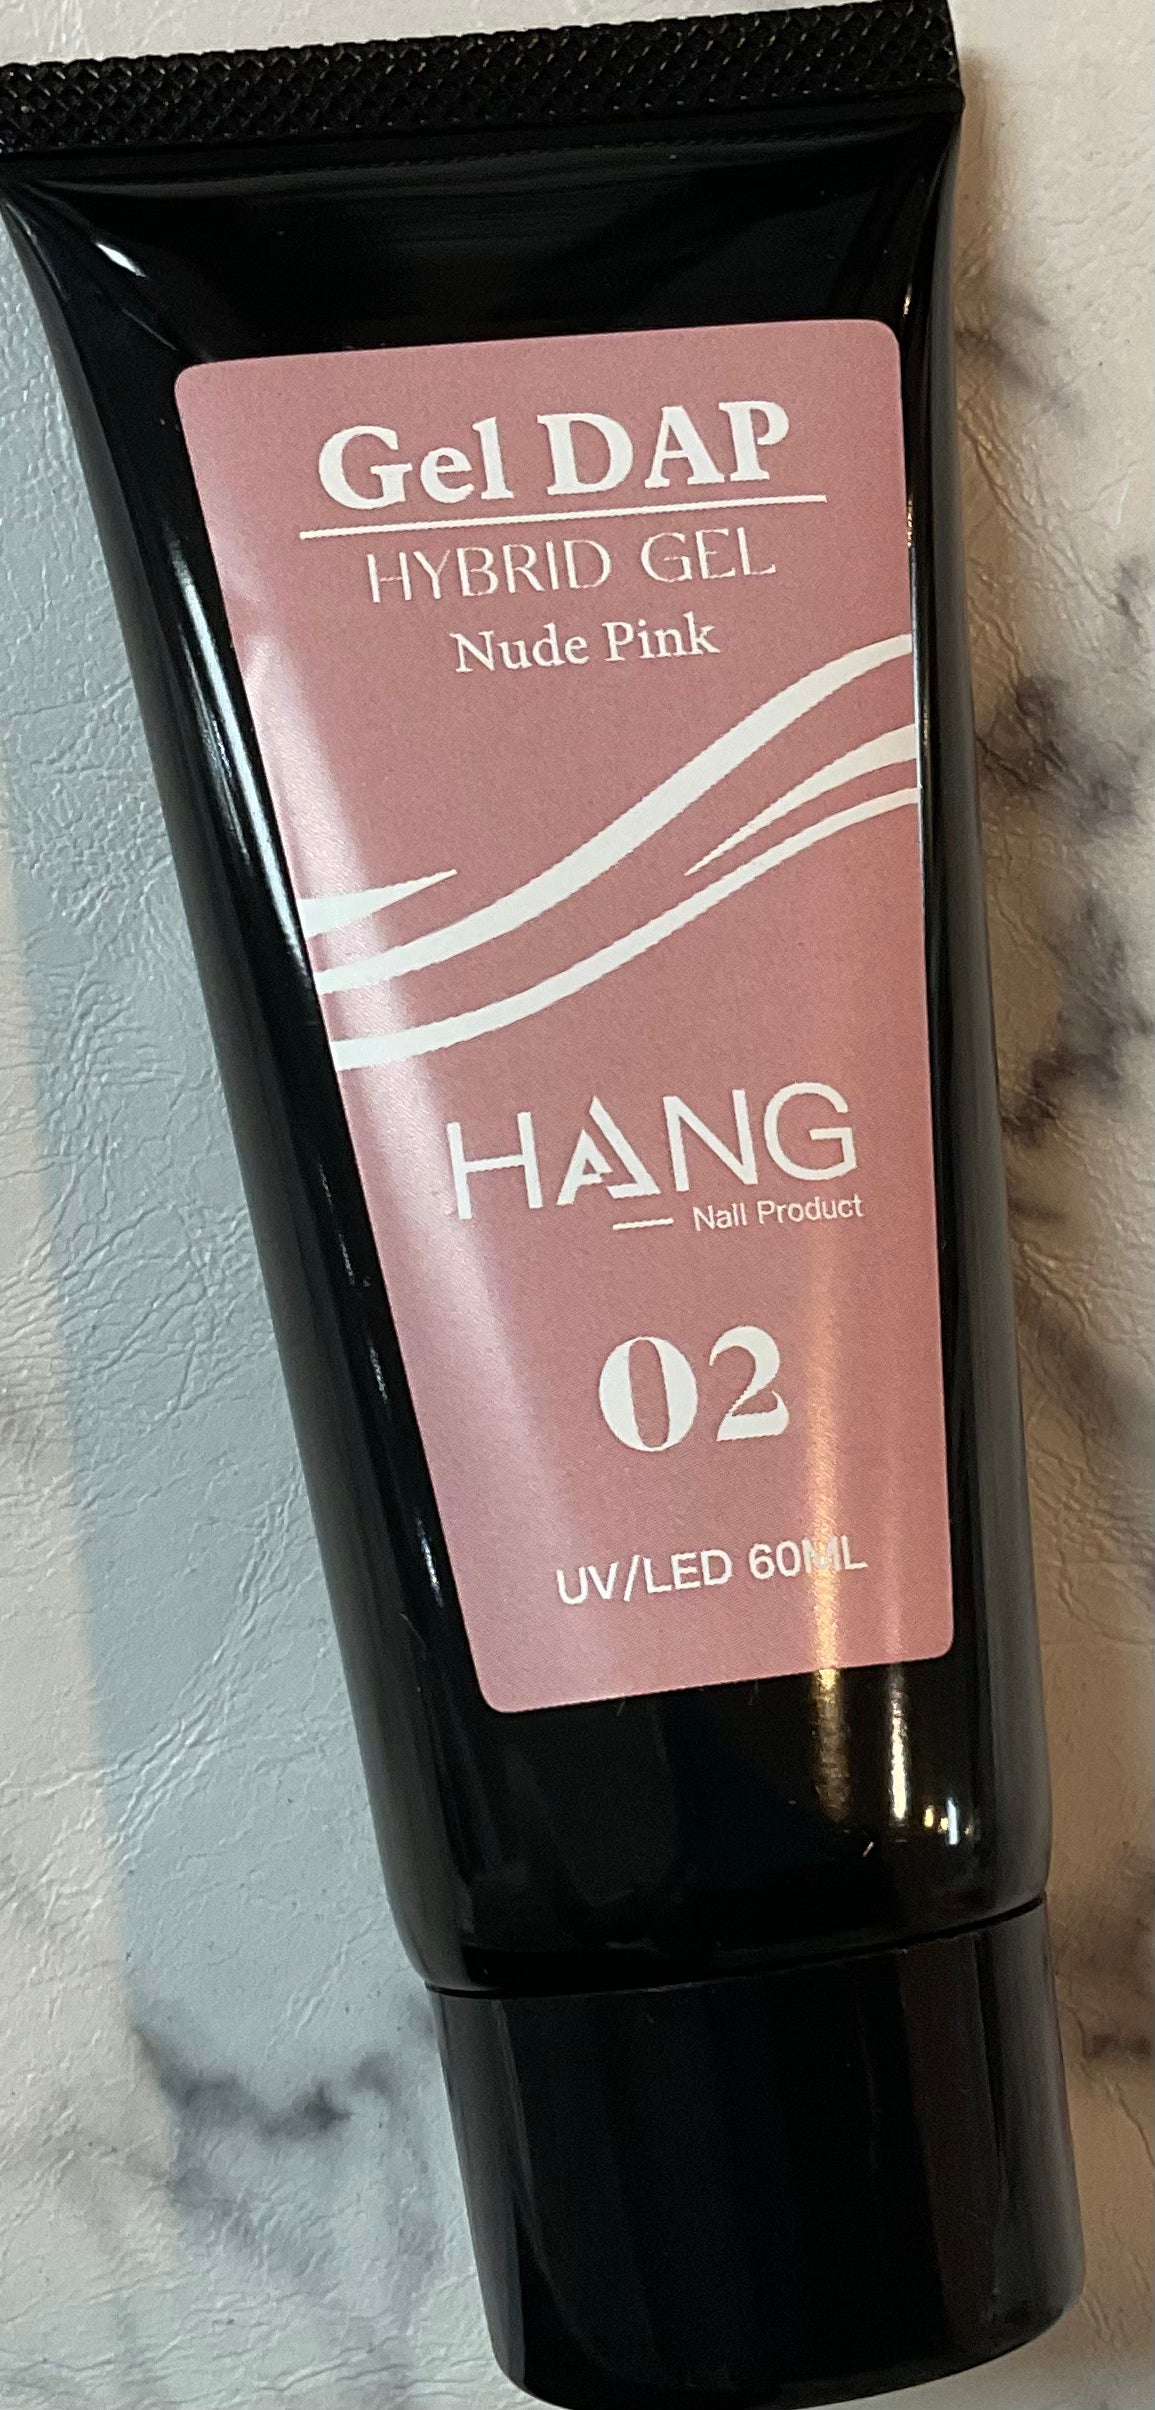 Gel DAP
HYBRID GEL
Nude Pink
HANG
Nail Product
02
UV/LED 60ML